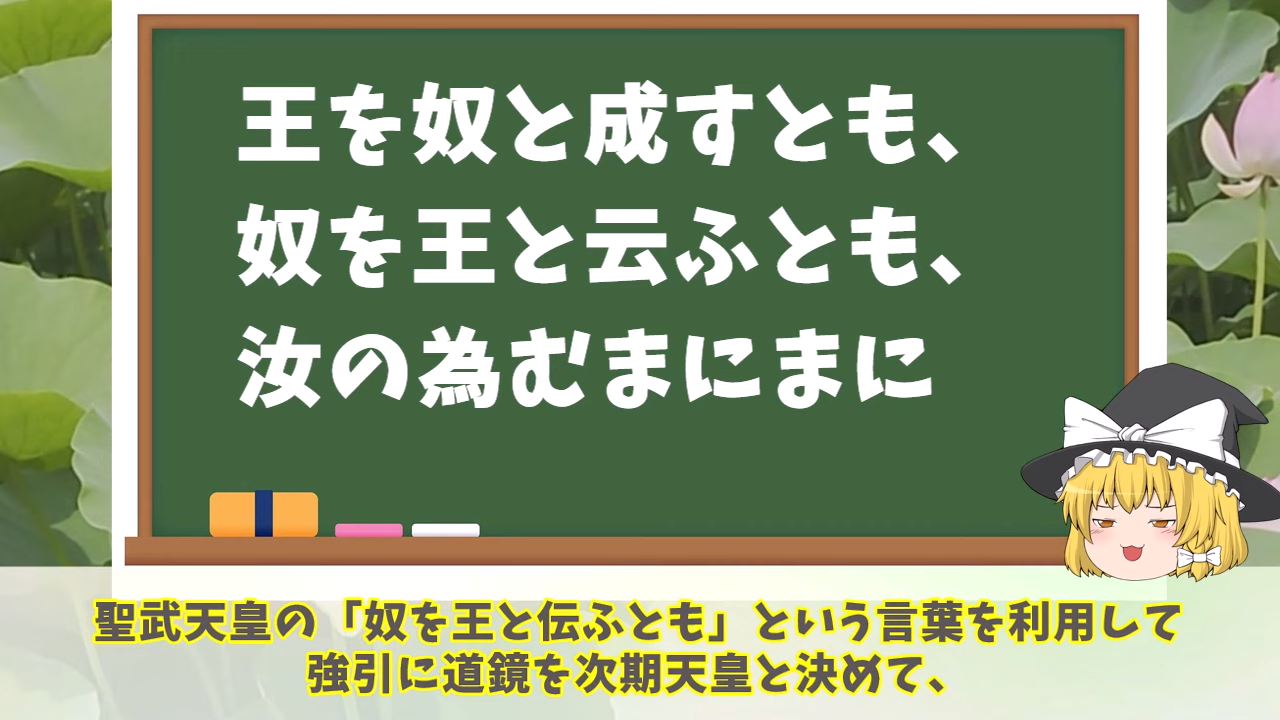 王を奴と成すとも、
奴を王と云ふとも、
汝の為むまにまに
聖武天皇の「奴を王と伝ふとも」という言葉を利用して
強引に道鏡を次期天皇と決めて、